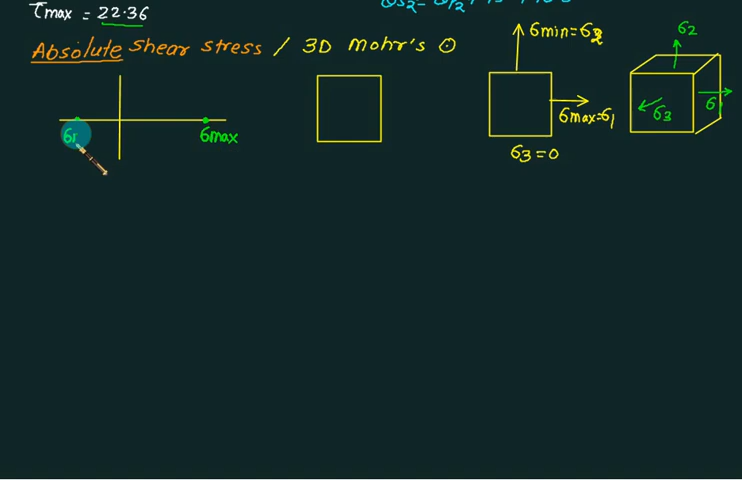 τmax = 22.36
Absolute Shear stress / 3D Mohr's ⊙
6min=62
62
6max=61
61
63
6max
63=0